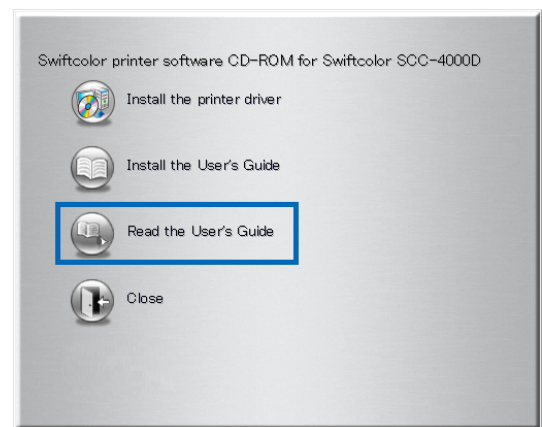 Swiftcolor printer software CD-ROM for Swiftcolor SCC-4000D
Install the printer driver
Install the User's Guide
Read the User's Guide
Close